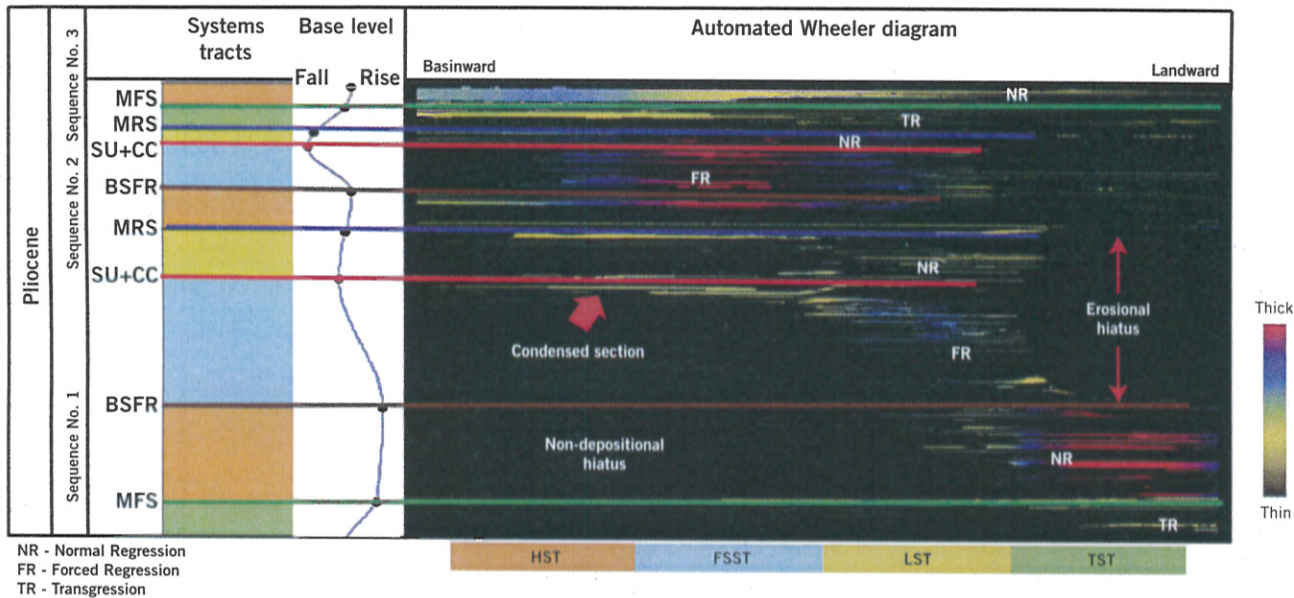 Systems
tracts
Base level
Fall Rise
Automated Wheeler diagram
Basinward
Landward
Pliocene
Sequence No. 3
Sequence No. 2
Sequence No. 1
MFS
MRS
SU+CC
BSFR
MRS
SU+CC
BSFR
MFS
NR
TR
NR
FR
NR
Condensed section
FR
Erosional
hiatus
Non-depositional
hiatus
NR
TR
Thick
Thin
HST FSST LST TST
NR - Normal Regression
FR - Forced Regression
TR - Transgression